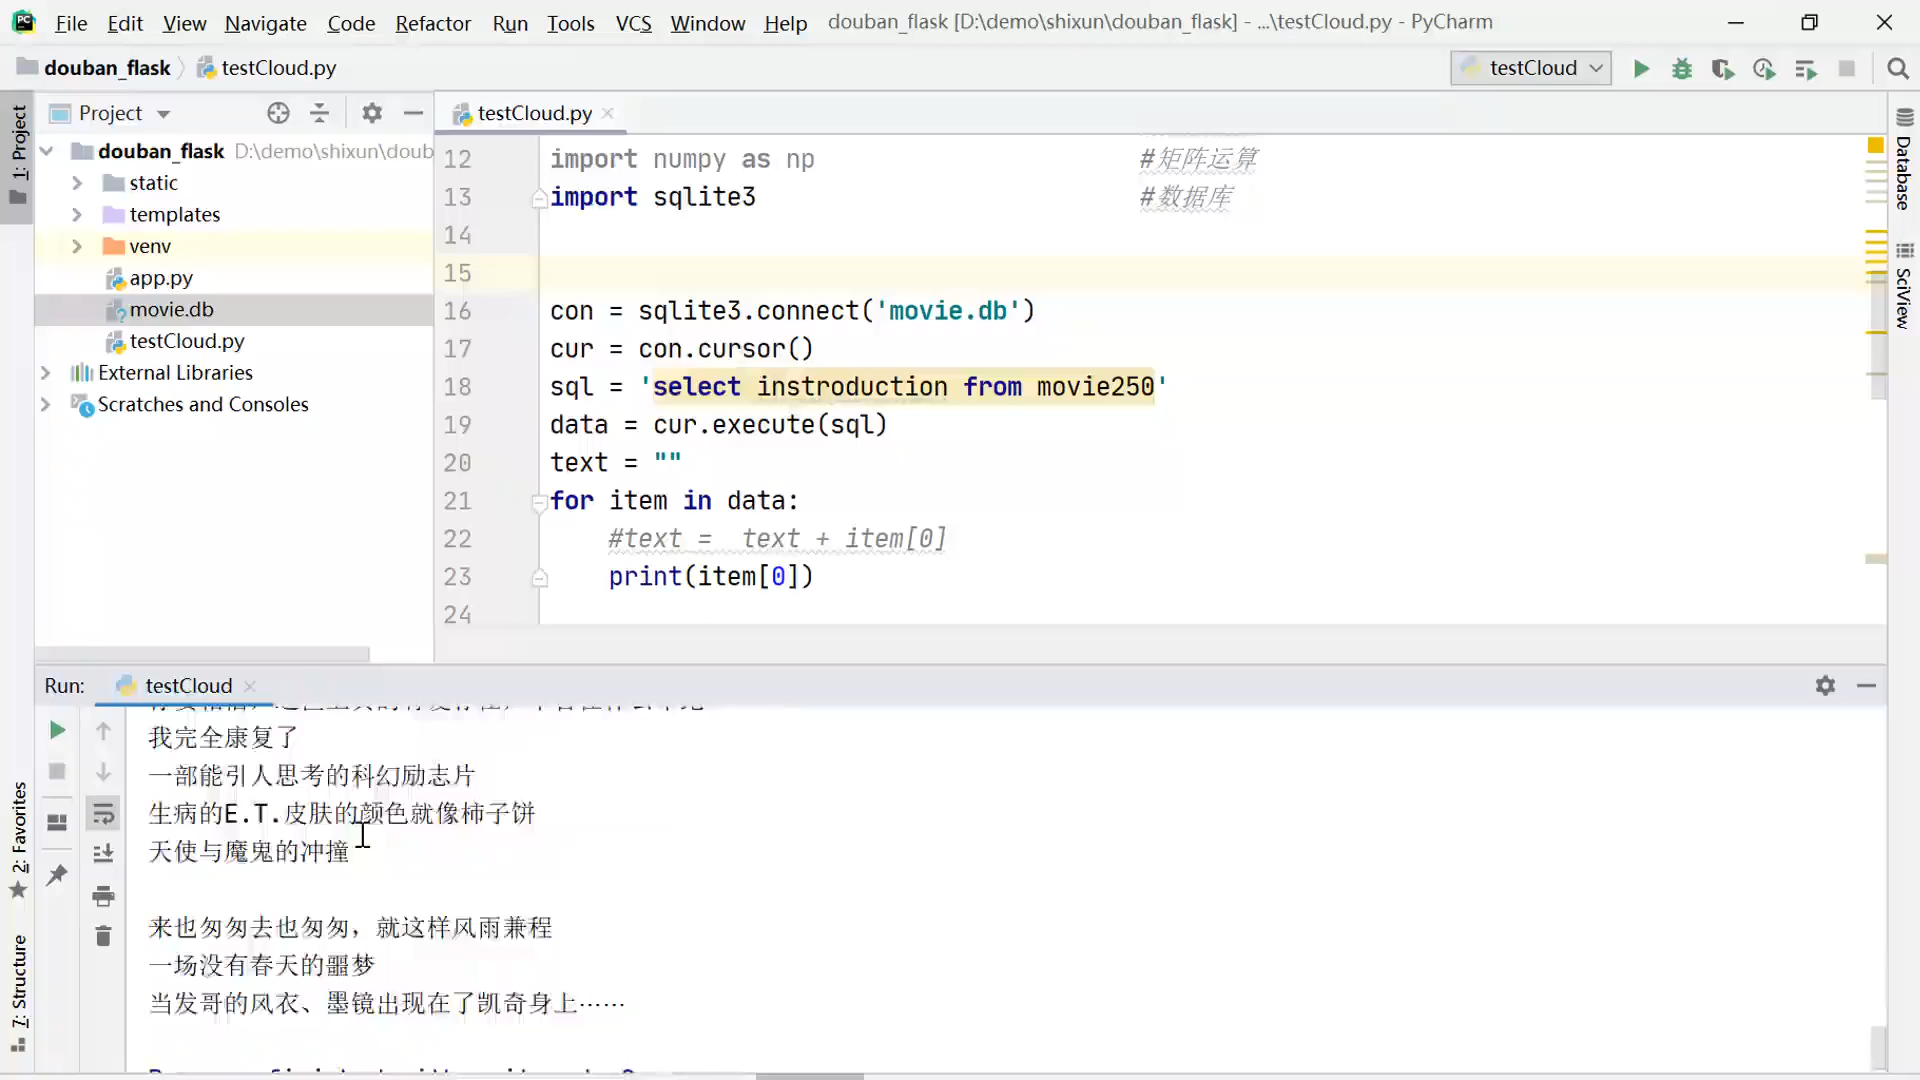 File Edit View Navigate Code Refactor Run Tools VCS Window Help douban_flask [D:\demo\shixun\douban_flask] - ...\testCloud.py - PyCharm
douban_flask testCloud.py testCloud
1: Project
Project
testCloud.py
douban_flask D:\demo\shixun\doub
static
templates
venv
app.py
movie.db
testCloud.py
External Libraries
Scratches and Consoles
12 import numpy as np #矩阵运算
13 import sqlite3 #数据库
14
15
16 con = sqlite3.connect('movie.db')
17 cur = con.cursor()
18 sql = 'select instroduction from movie250'
19 data = cur.execute(sql)
20 text = ""
21 for item in data:
22 #text =  text + item[0]
23 print(item[0])
24
Database
SciView
Run: testCloud
我完全康复了
一部能引人思考的科幻励志片
生病的E.T.皮肤的颜色就像柿子饼
天使与魔鬼的冲撞
来也匆匆去也匆匆，就这样风雨兼程
一场没有春天的噩梦
当发哥的风衣、墨镜出现在了凯奇身上……
2: Favorites
7: Structure